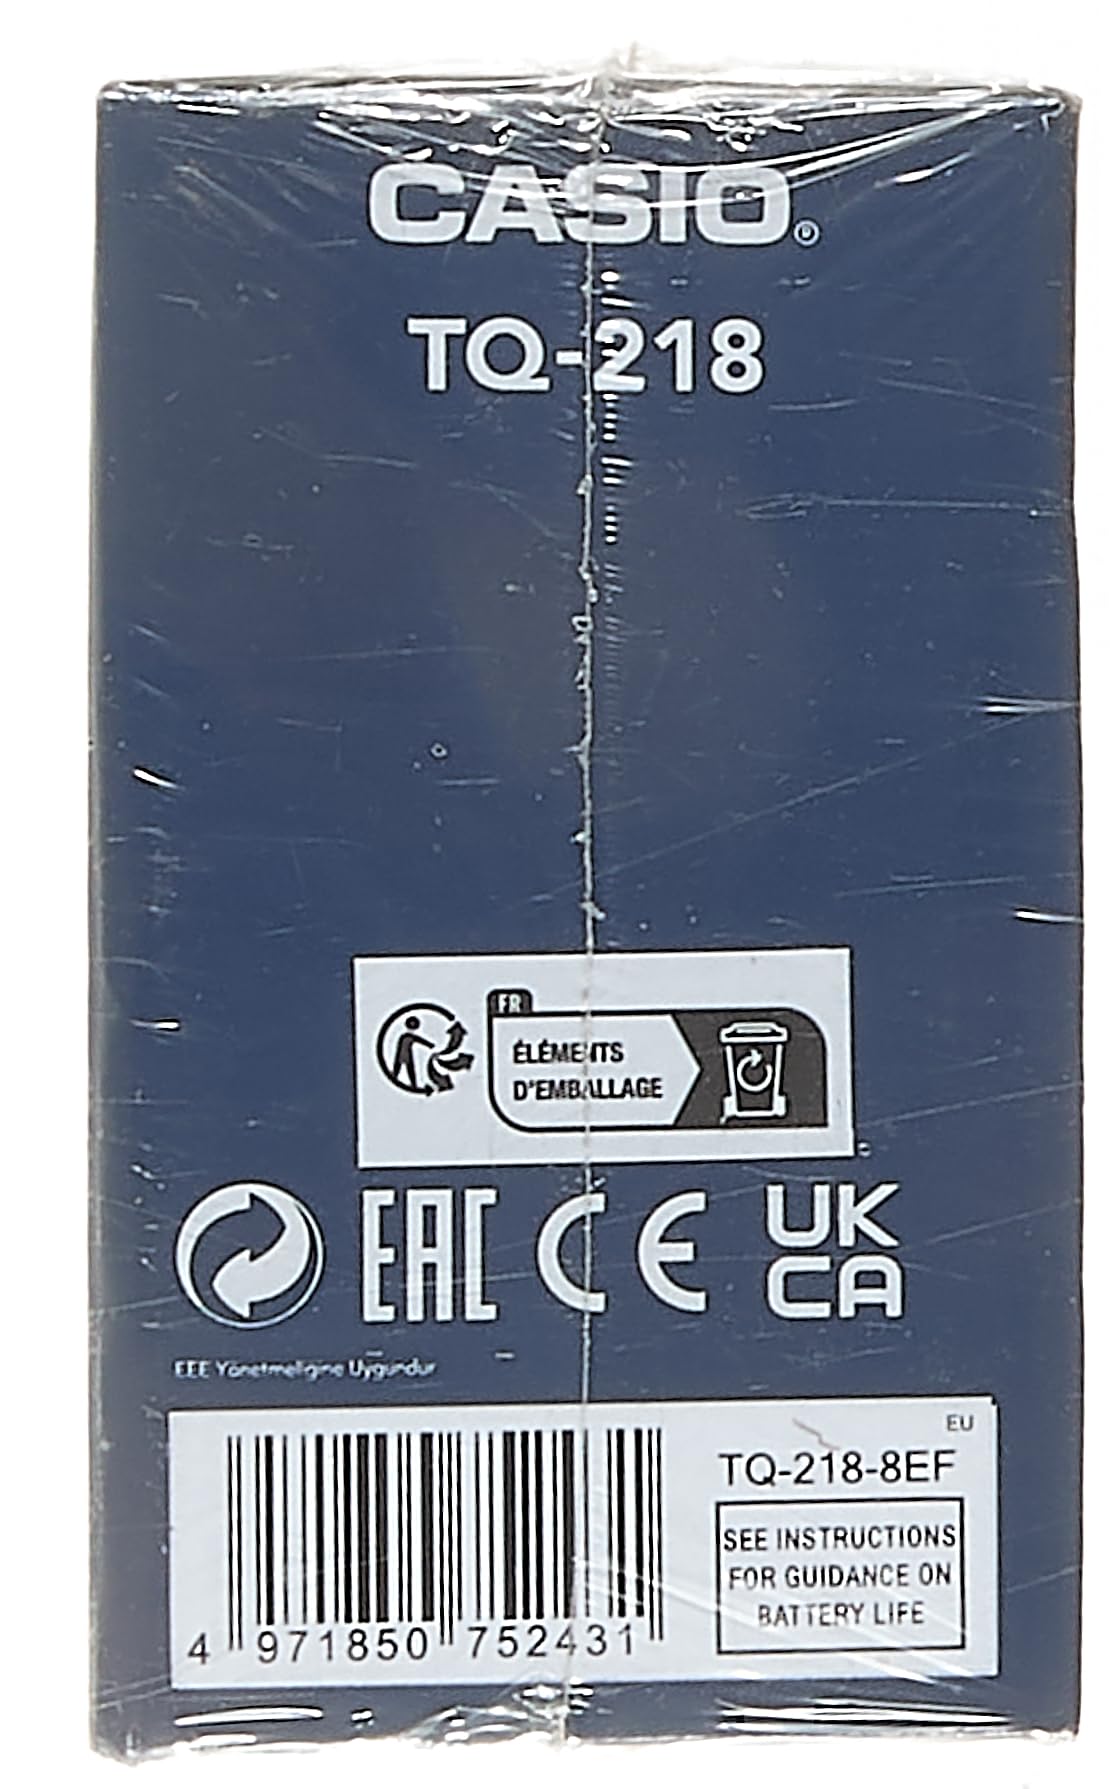 CASIO®
TQ-218
FR
ÉLÉMENTS
D'EMBALLAGE
EAC CE UK
CA
EEE Yönetmeligine Uygundur
EU
TQ-218-8EF
SEE INSTRUCTIONS
FOR GUIDANCE ON
BATTERY LIFE
4 971850 752431